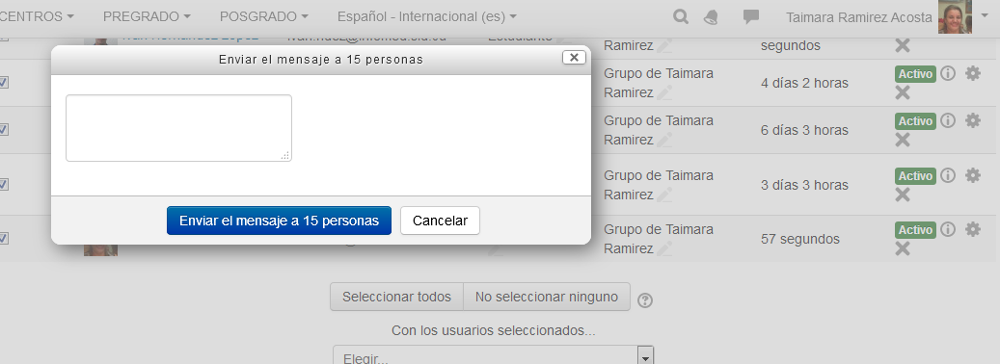 CENTROS PREGRADO POSGRADO Español - Internacional (es) Taimara Ramirez Acosta
Ramirez segundos
Enviar el mensaje a 15 personas
Grupo de Taimara
Ramirez
4 días 2 horas
Activo
Grupo de Taimara
Ramirez
6 días 3 horas
Activo
Grupo de Taimara
Ramirez
3 días 3 horas
Activo
Enviar el mensaje a 15 personas Cancelar
Grupo de Taimara
Ramirez
57 segundos
Activo
Seleccionar todos No seleccionar ninguno
Con los usuarios seleccionados...
Elegir...